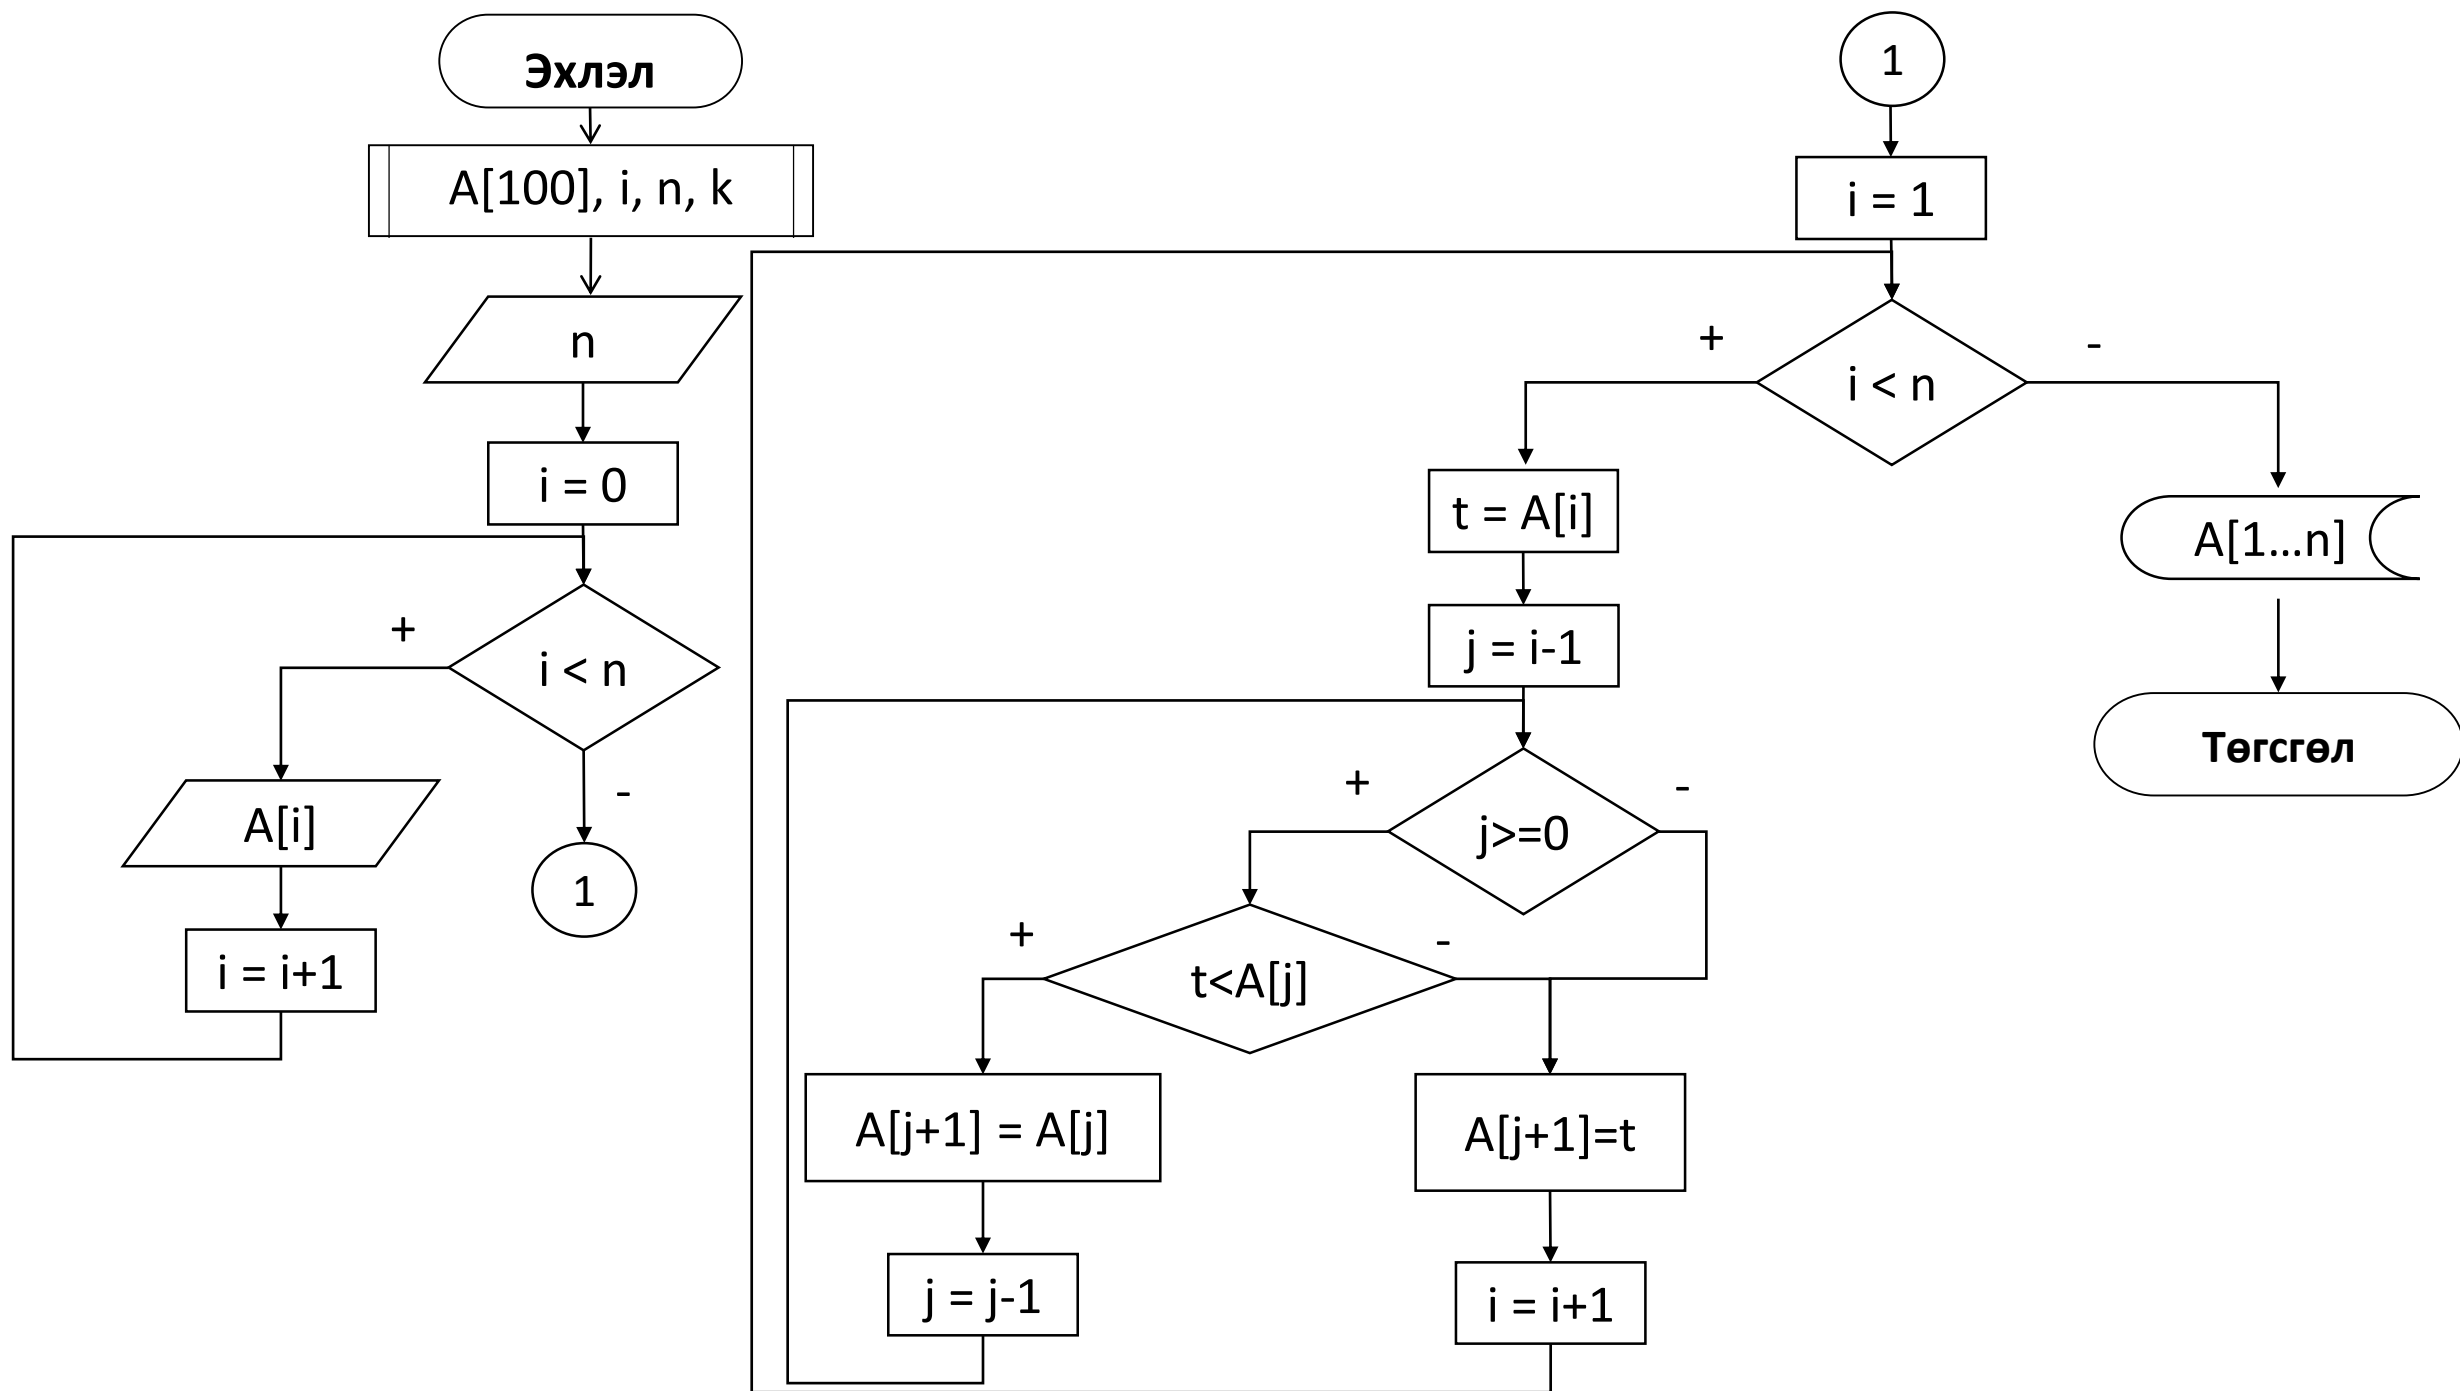 Эхлэл
A[100], i, n, k
n
i = 0
i < n
+
-
A[i]
i = i+1
1
1
i = 1
i < n
+
-
t = A[i]
j = i-1
j>=0
+
-
t<A[j]
+
-
A[j+1] = A[j]
j = j-1
A[j+1]=t
i = i+1
A[1...n]
Төгсгөл